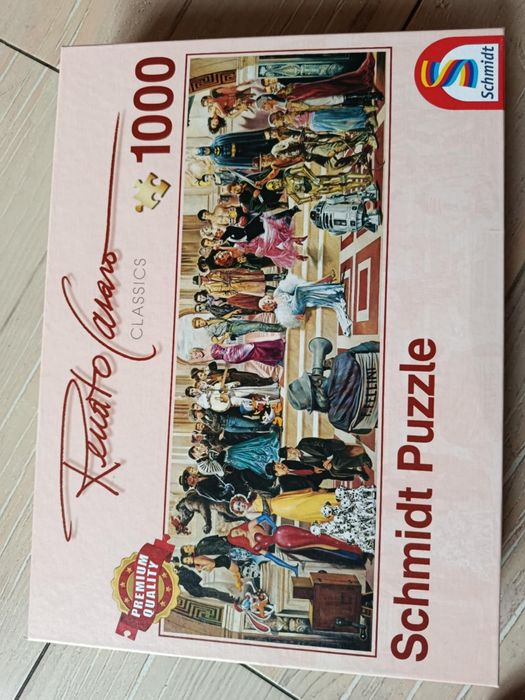 Renato Casaro
CLASSICS
1000
Schmidt
PREMIUM
QUALITY
Schmidt Puzzle